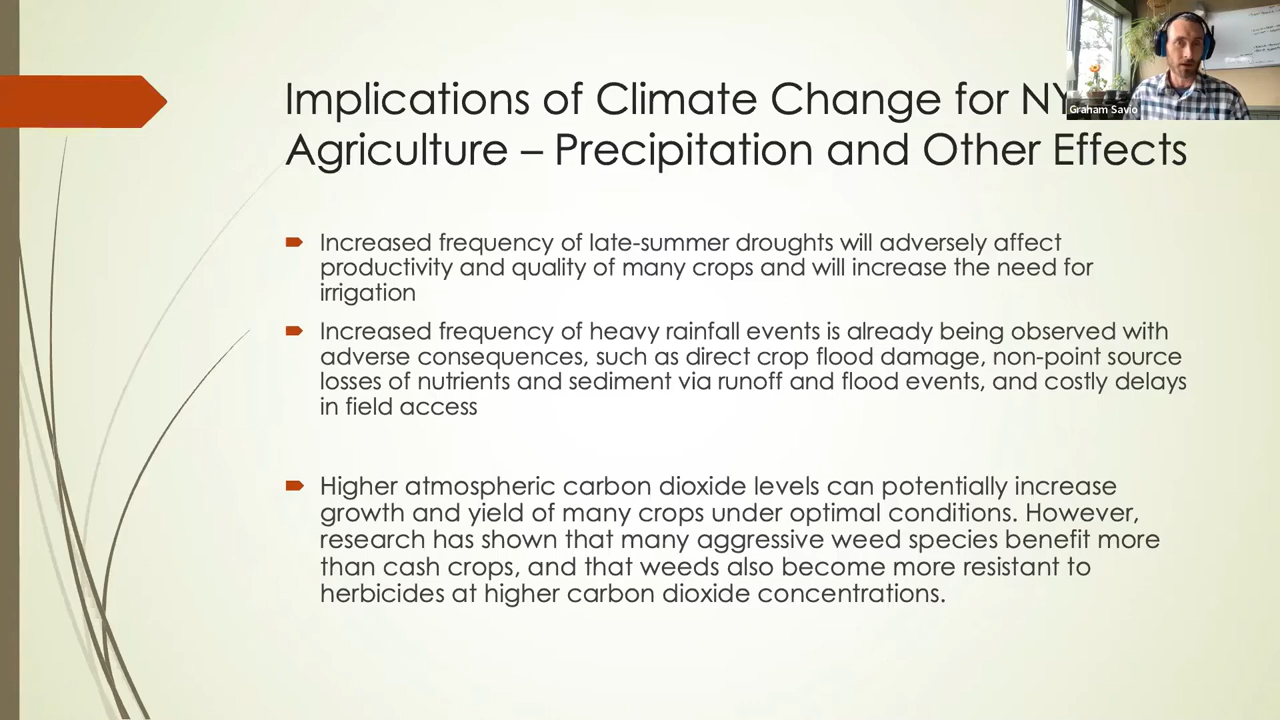 Implications of Climate Change for NY
Agriculture – Precipitation and Other Effects
Graham Savio
Increased frequency of late-summer droughts will adversely affect
productivity and quality of many crops and will increase the need for
irrigation
Increased frequency of heavy rainfall events is already being observed with
adverse consequences, such as direct crop flood damage, non-point source
losses of nutrients and sediment via runoff and flood events, and costly delays
in field access
Higher atmospheric carbon dioxide levels can potentially increase
growth and yield of many crops under optimal conditions. However,
research has shown that many aggressive weed species benefit more
than cash crops, and that weeds also become more resistant to
herbicides at higher carbon dioxide concentrations.